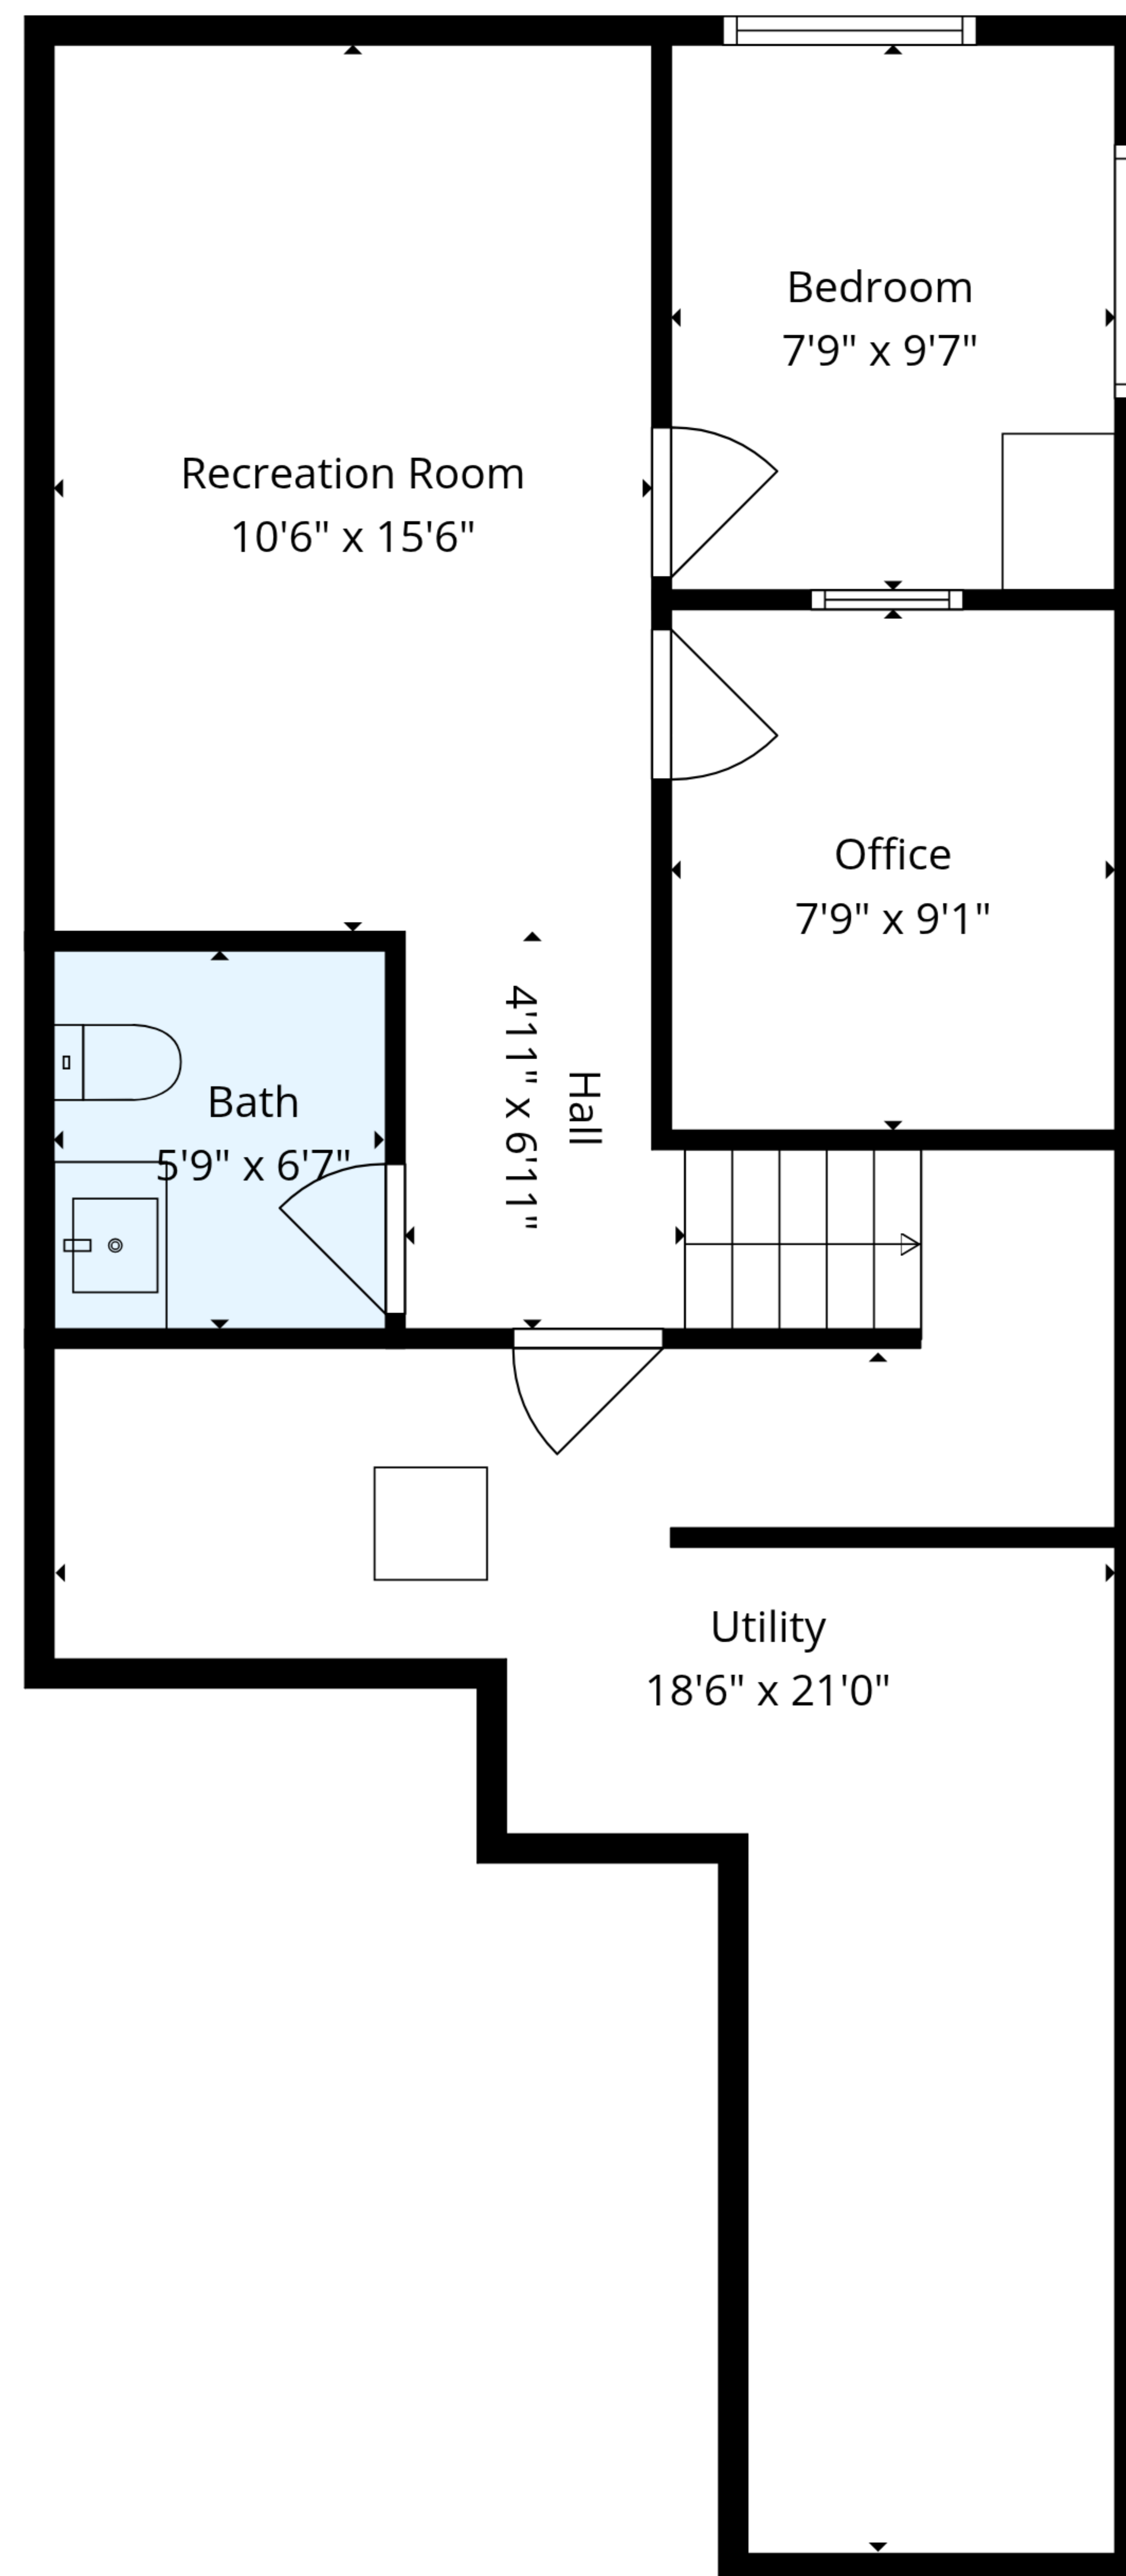 Bedroom
7'9" x 9'7"
Recreation Room
10'6" x 15'6"
Office
7'9" x 9'1"
Hall
4'11" x 6'11"
Bath
5'9" x 6'7"
Utility
18'6" x 21'0"